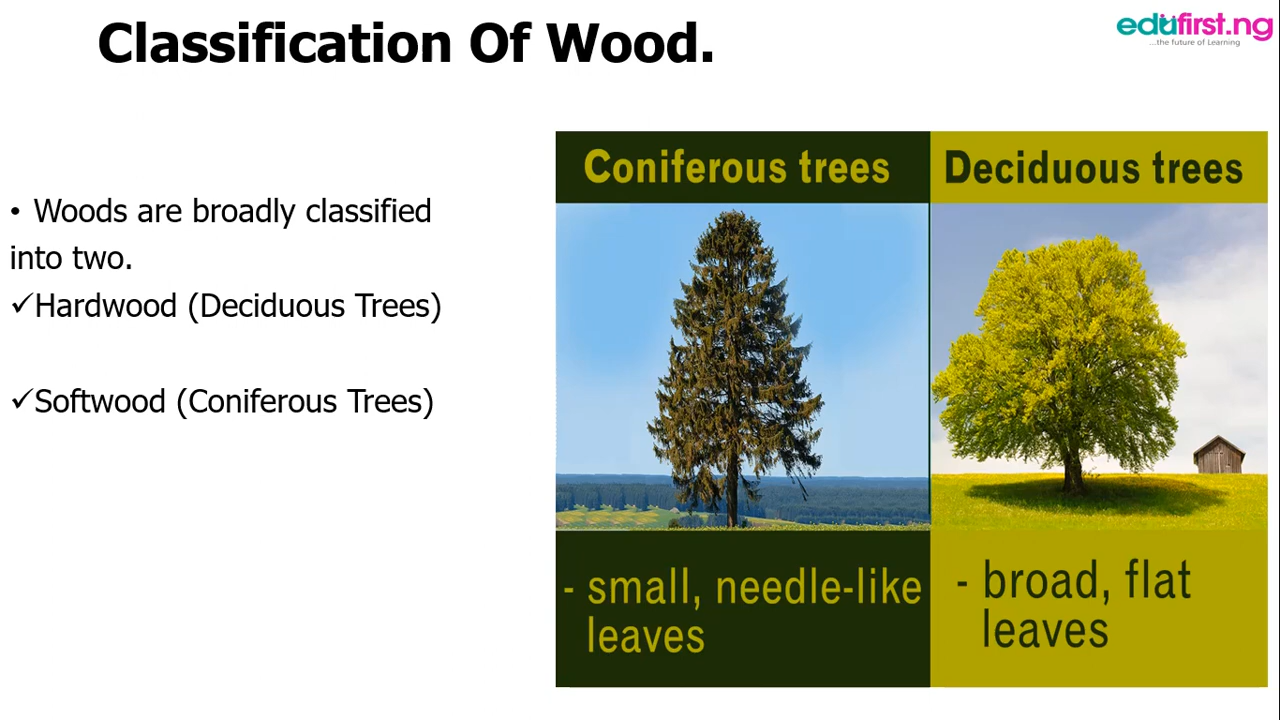 Classification Of Wood.
edufirst.ng
...the future of Learning
• Woods are broadly classified
into two.
✓Hardwood (Deciduous Trees)
✓Softwood (Coniferous Trees)
Coniferous trees
- small, needle-like
leaves
Deciduous trees
- broad, flat
leaves